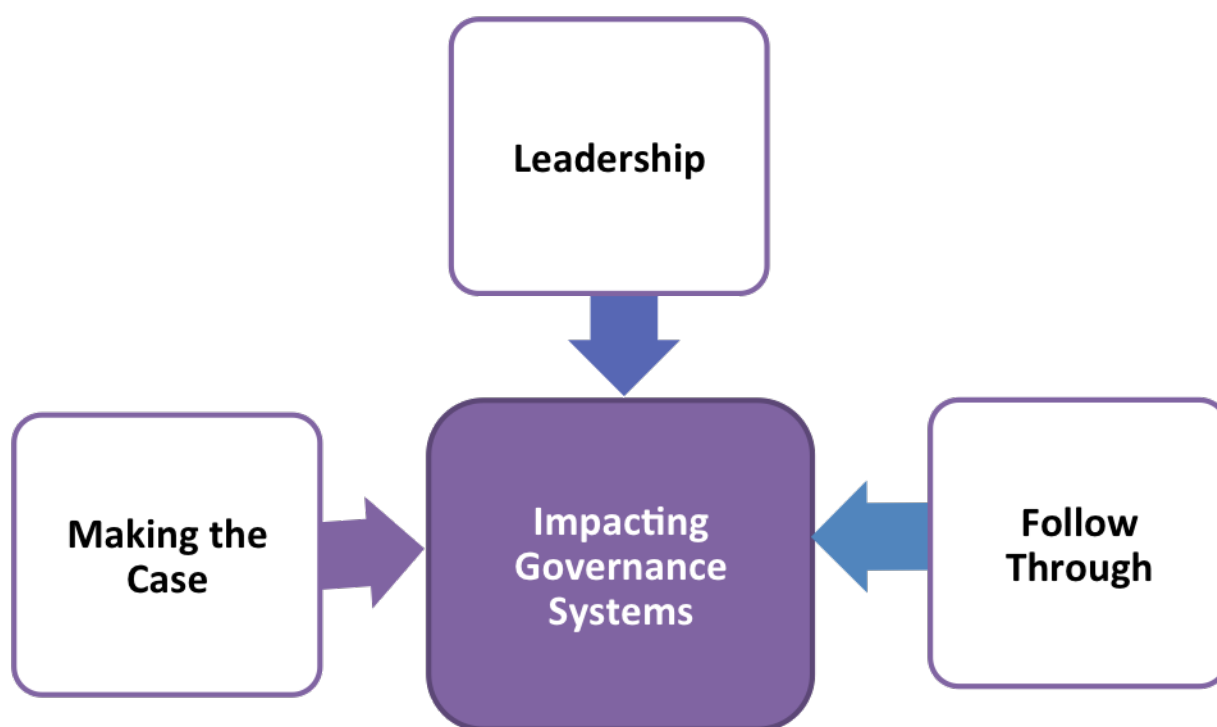 Leadership
Making the
Case
Impacting
Governance
Systems
Follow
Through